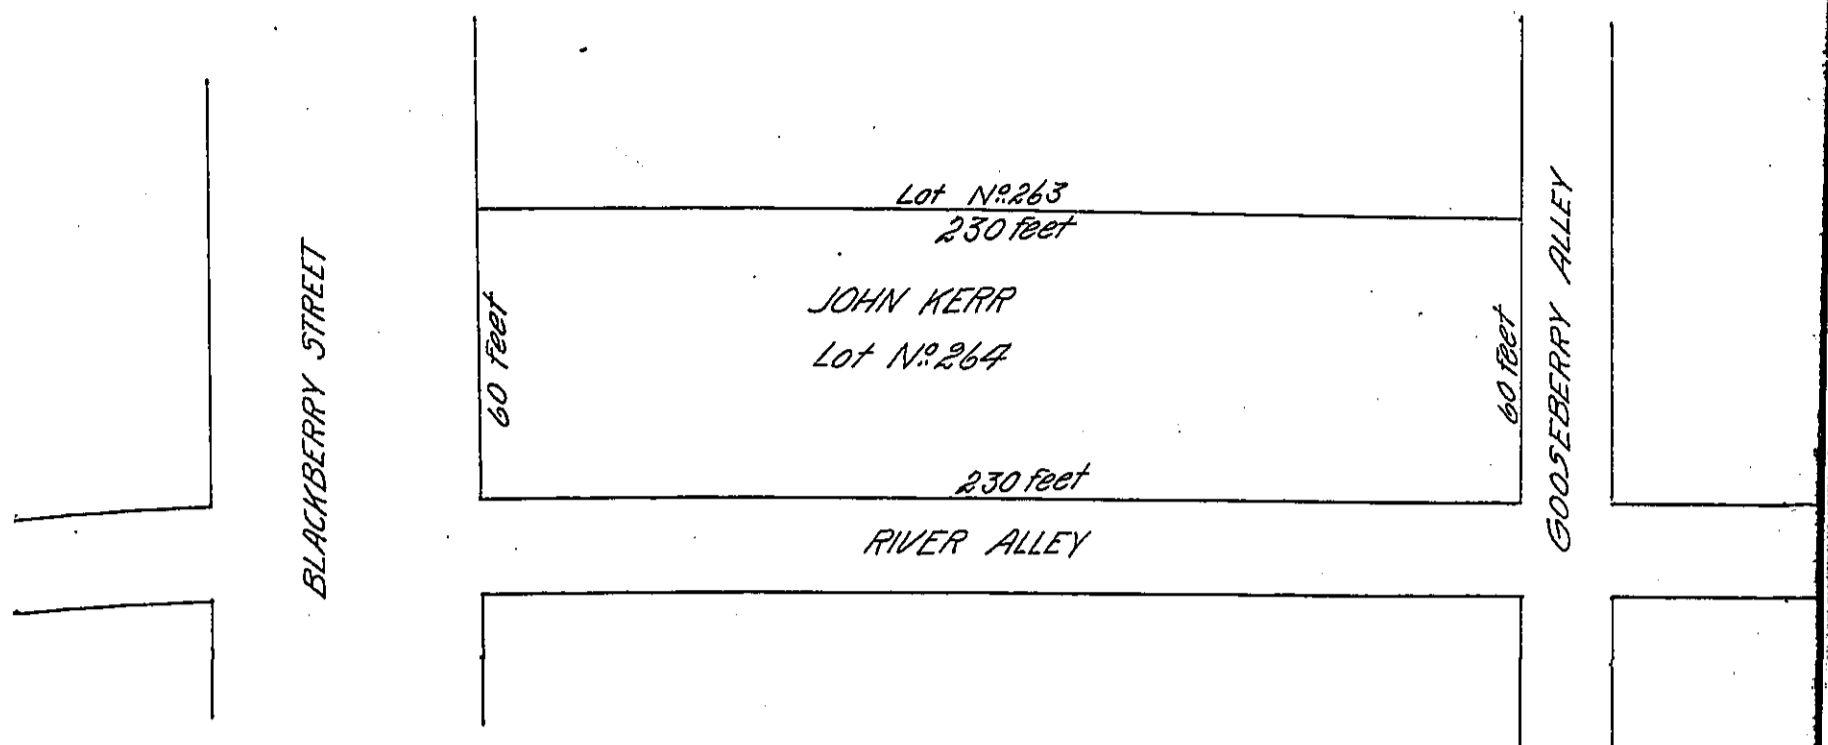 Lot Nº 263
230 feet
JOHN KERR
Lot Nº 264
60 feet
60 feet
230 feet
RIVER ALLEY
BLACKBERRY STREET
GOOSEBERRY ALLEY